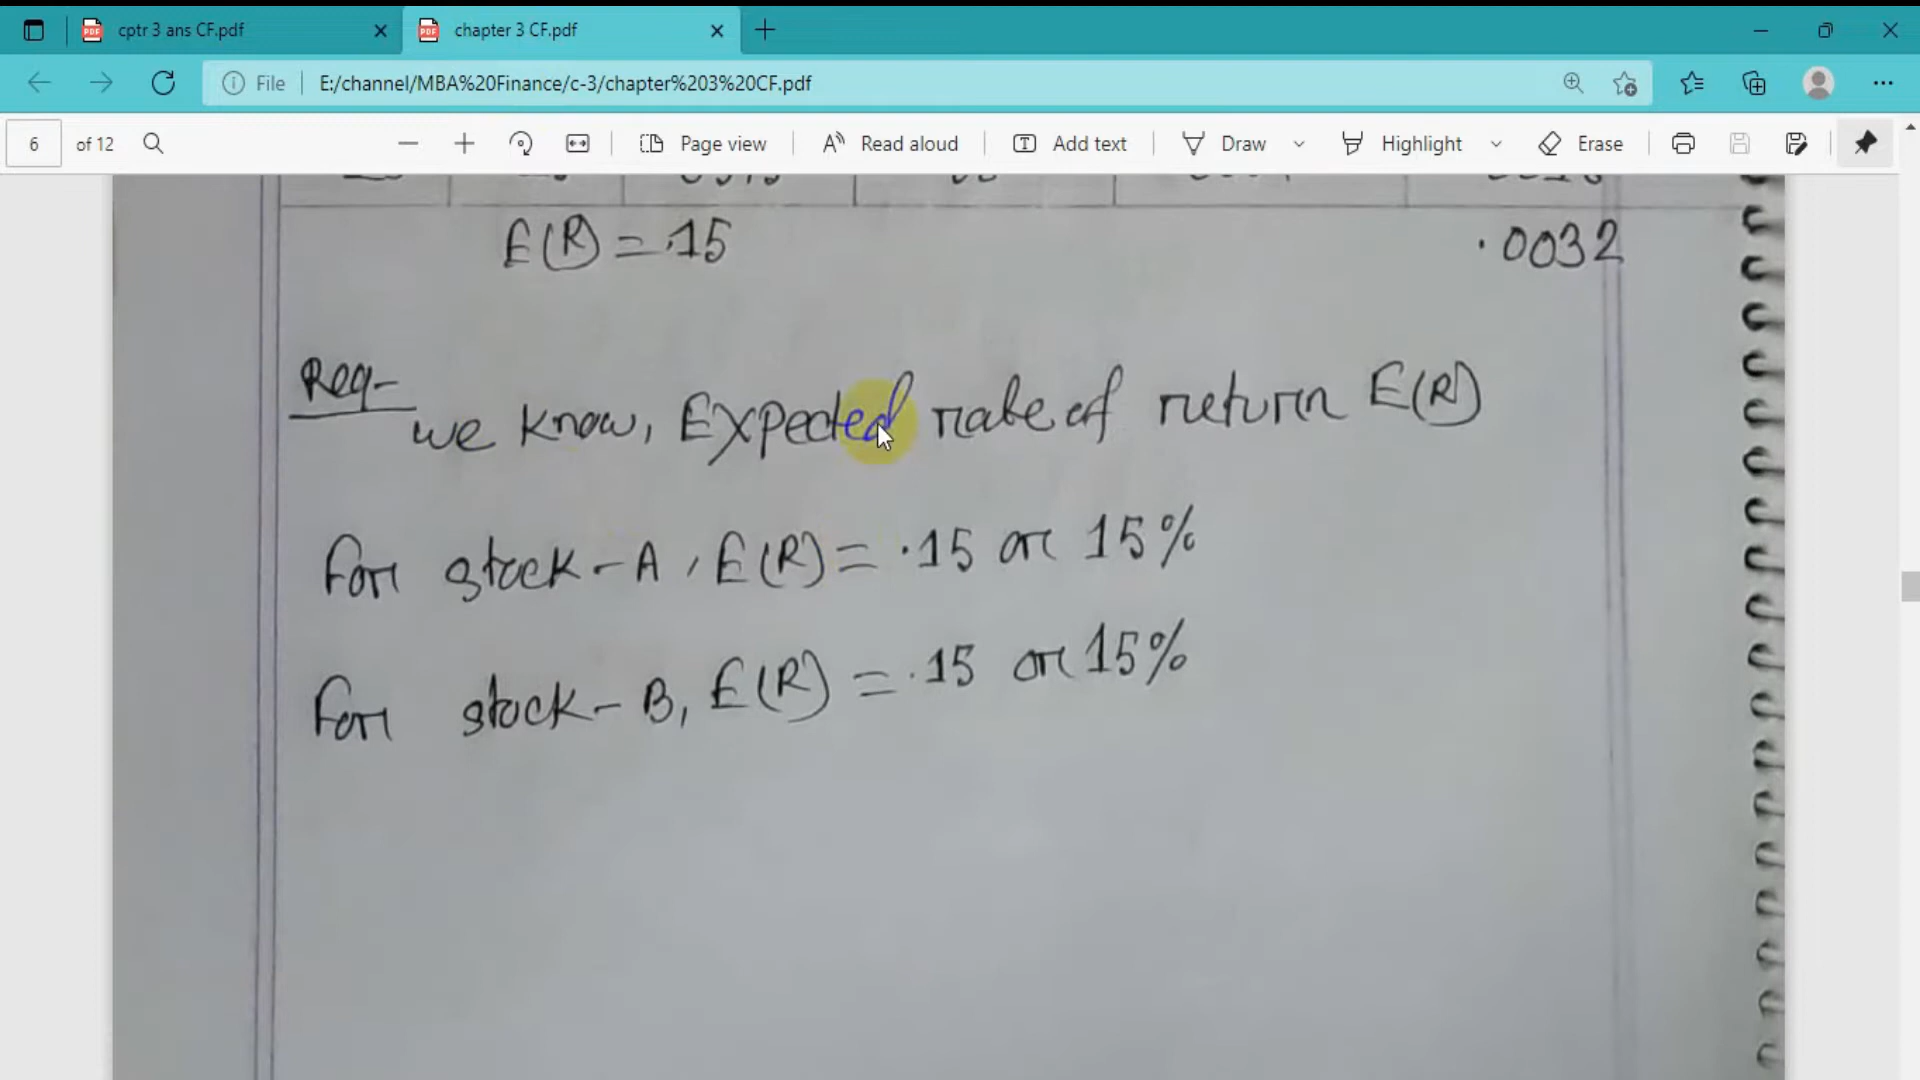 cptr 3 ans CF.pdf
chapter 3 CF.pdf
File
E:/channel/MBA%20Finance/c-3/chapter%203%20CF.pdf
6 of 12
Page view
Read aloud
Add text
Draw
Highlight
Erase
E(R) = .15
.0032
Req-
we know, Expected rate of return E(R)
For stock-A, E(R) = .15 or 15%
For stock-B, E(R) = .15 or 15%